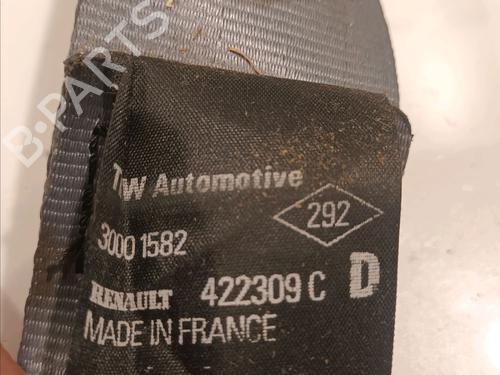 B-PARTS
TW Automotive
292
3000 1582
RENAULT 422309 C D
MADE IN FRANCE